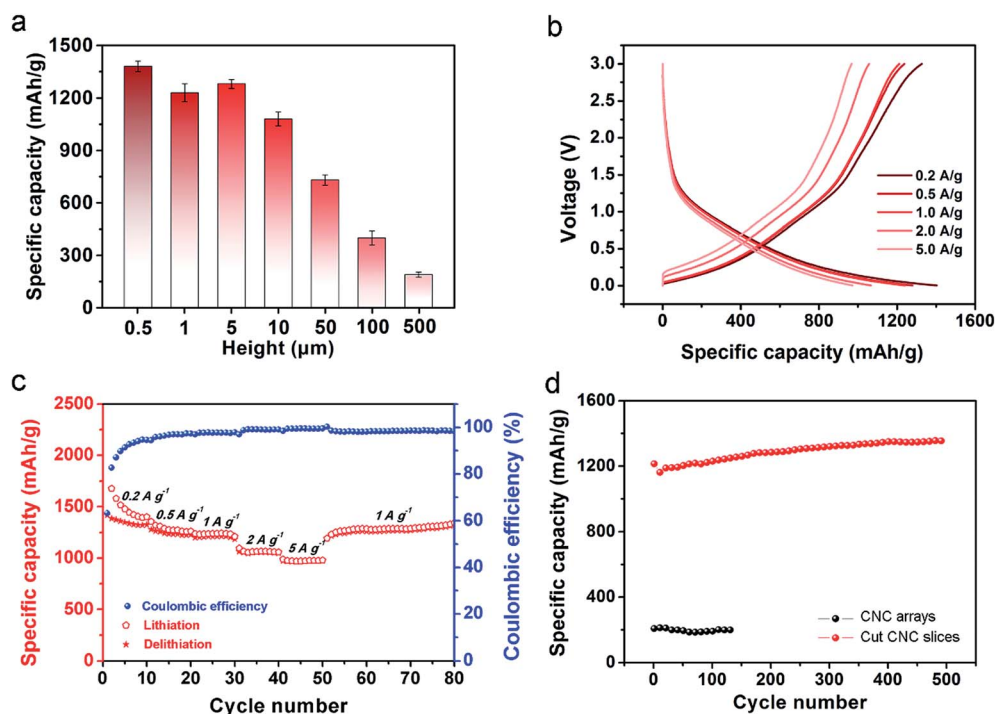 a
Specific capacity (mAh/g)
1500
1200
900
600
300
0
0.5 1 5 10 50 100 500
Height (µm)
b
Voltage (V)
3.0
2.5
2.0
1.5
1.0
0.5
0.0
0.2 A/g
0.5 A/g
1.0 A/g
2.0 A/g
5.0 A/g
0 400 800 1200 1600
Specific capacity (mAh/g)
c
Specific capacity (mAh/g)
2500
2000
1500
1000
500
0
0.2 A g⁻¹
0.5 A g⁻¹
1 A g⁻¹
2 A g⁻¹
5 A g⁻¹
1 A g⁻¹
Coulombic efficiency
Lithiation
Delithiation
100
80
60
40
20
0
Coulombic efficiency (%)
0 10 20 30 40 50 60 70 80
Cycle number
d
Specific capacity (mAh/g)
1600
1200
800
400
0
CNC arrays
Cut CNC slices
0 100 200 300 400 500
Cycle number